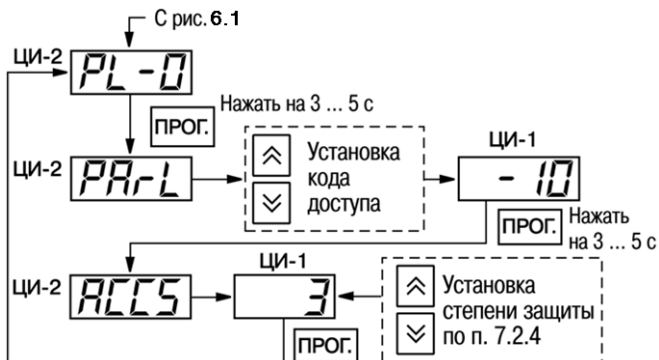 С рис. 6.1
ЦИ-2 PL-0
ПРОГ. Нажать на 3 ... 5 с
ЦИ-2 PArL
Установка
кода
доступа
ЦИ-1
- 10
ПРОГ. Нажать
на 3 ... 5 с
ЦИ-2 ACCS
ЦИ-1
3
Установка
степени защиты
по п. 7.2.4
ПРОГ.